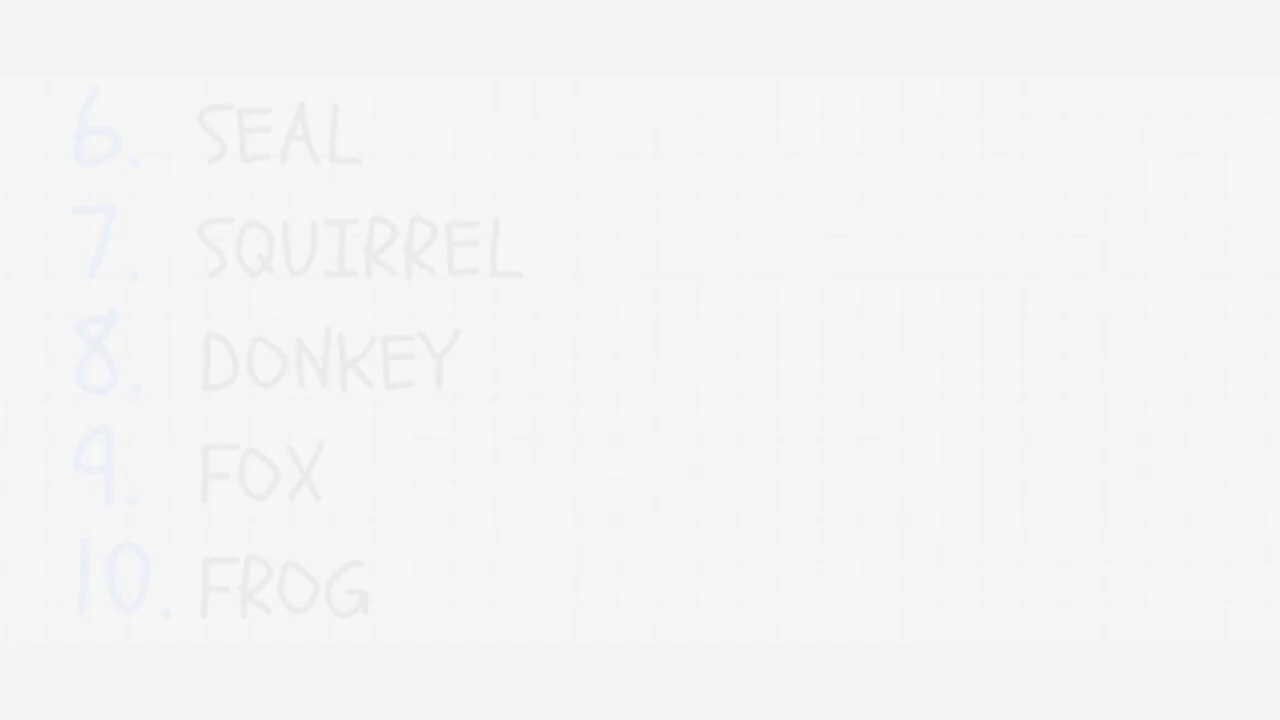 6. SEAL
7. SQUIRREL
8. DONKEY
9. FOX
10. FROG